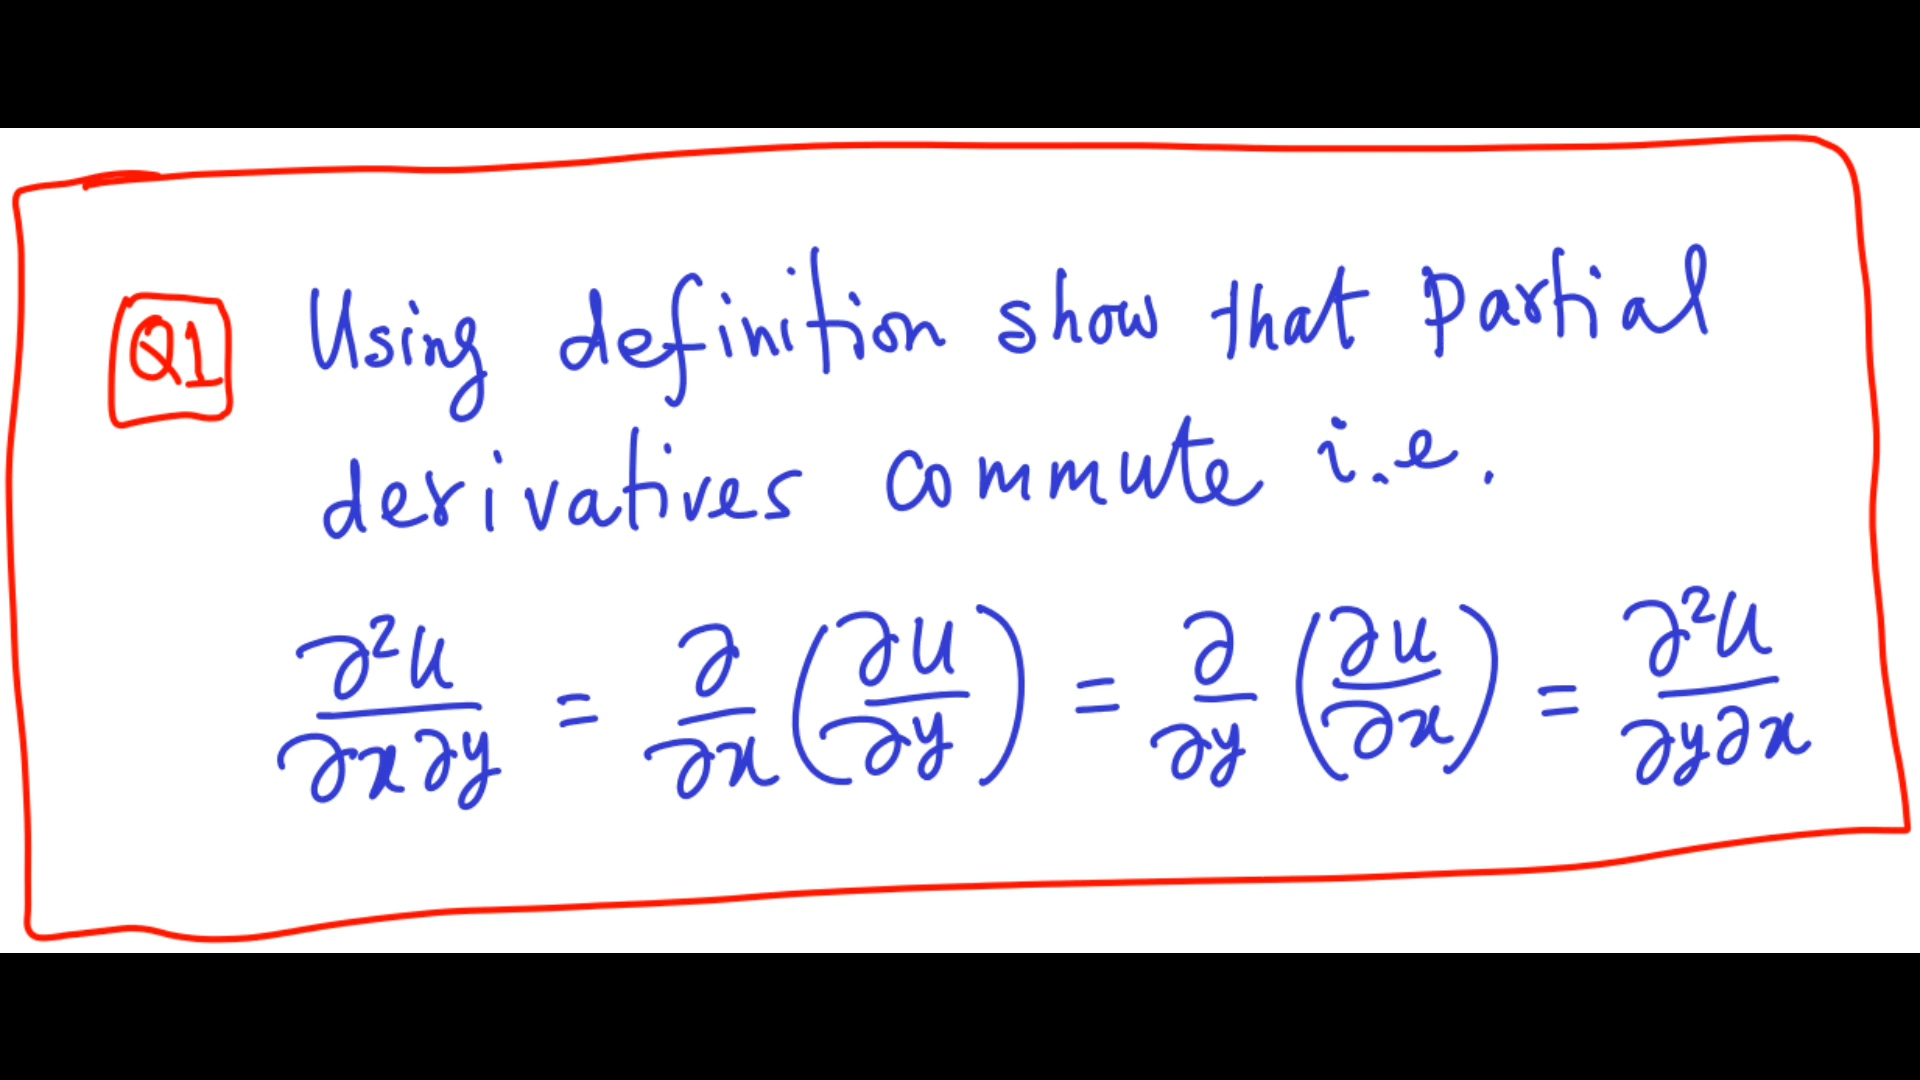 Q1 Using definition show that Partial
derivatives commute i.e.
∂²u/∂x∂y = ∂/∂x (∂u/∂y) = ∂/∂y (∂u/∂x) = ∂²u/∂y∂x